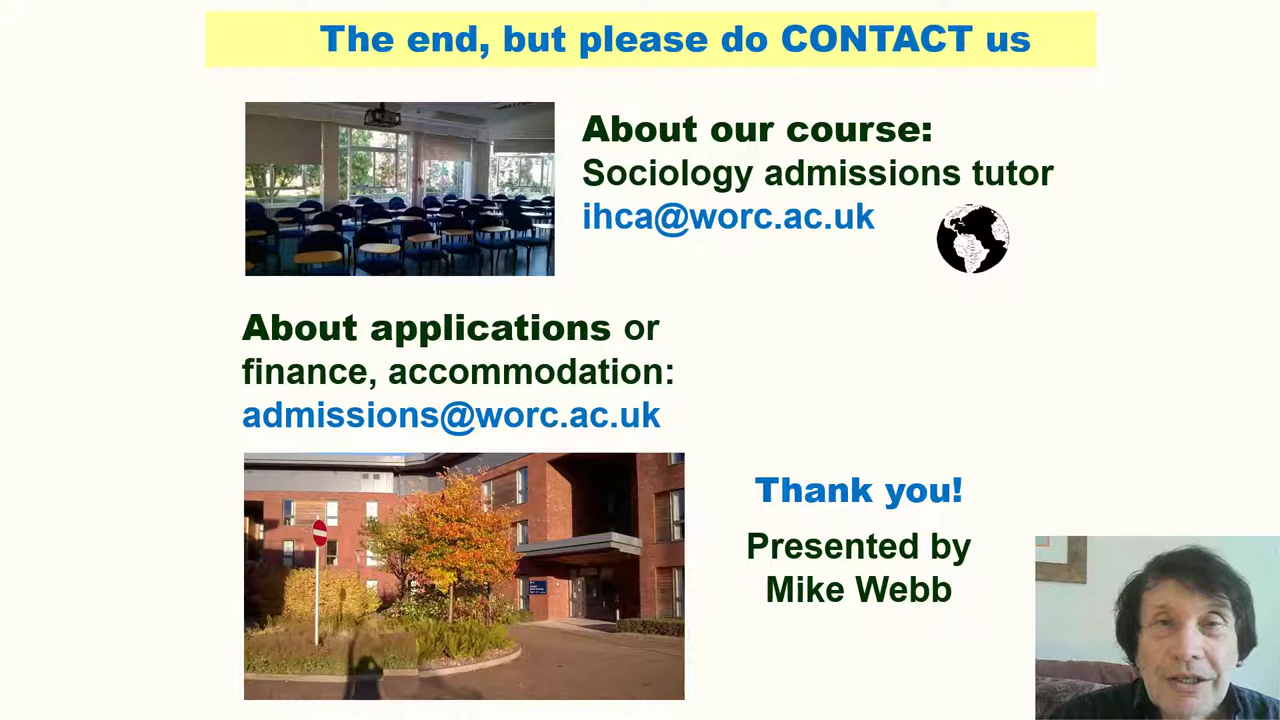 The end, but please do CONTACT us
About our course:
Sociology admissions tutor
ihca@worc.ac.uk
About applications or
finance, accommodation:
admissions@worc.ac.uk
Thank you!
Presented by
Mike Webb